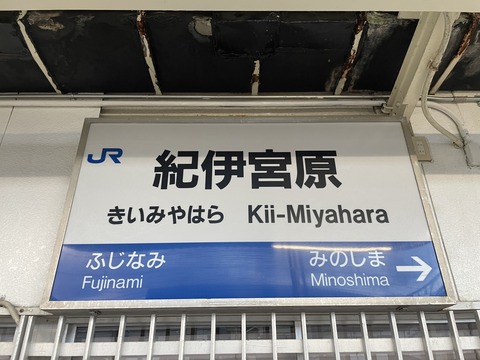 JR
紀伊宮原
きいみやはら Kii-Miyahara
ふじなみ みのしま
Fujinami Minoshima →